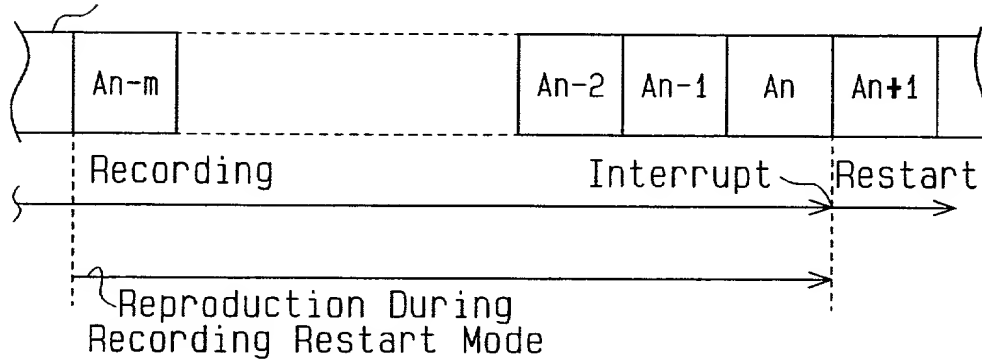 An-m An-2 An-1 An An+1
Recording Interrupt Restart
Reproduction During
Recording Restart Mode